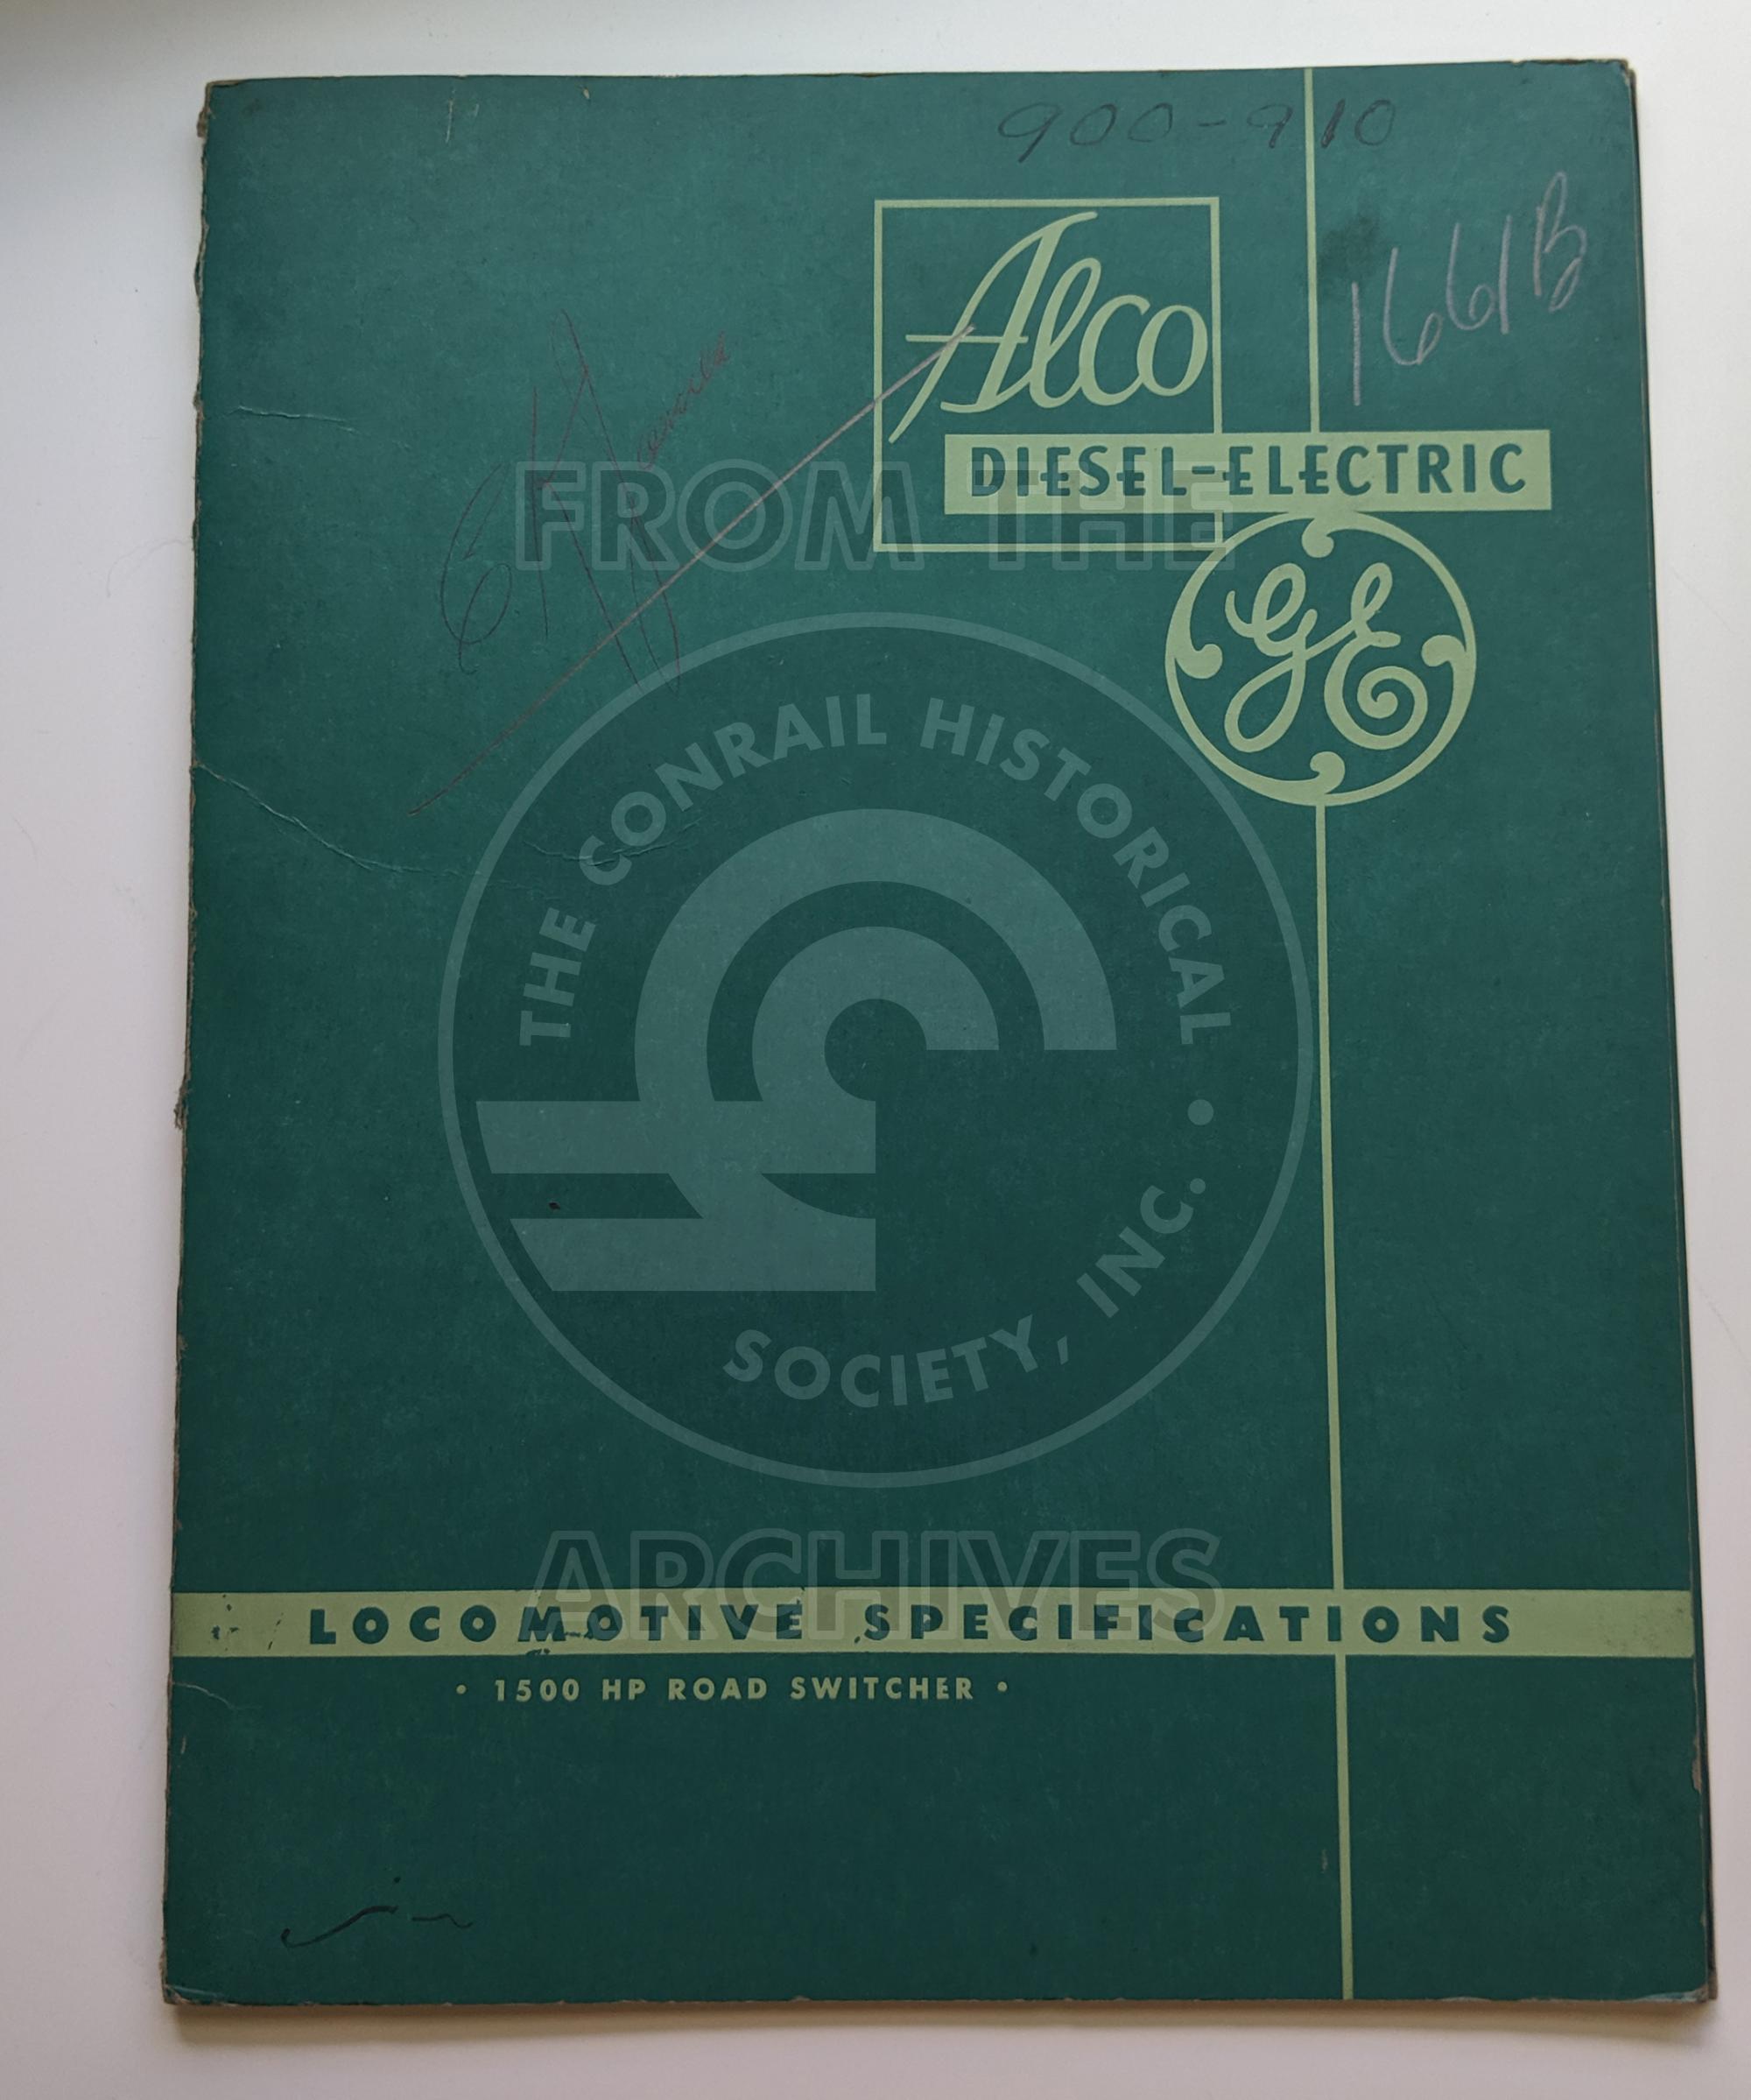 900-910
1661B
Alco
DIESEL-ELECTRIC
GE
FROM THE
THE CONRAIL HISTORICAL
SOCIETY, INC.
ARCHIVES
LOCOMOTIVE SPECIFICATIONS
• 1500 HP ROAD SWITCHER •